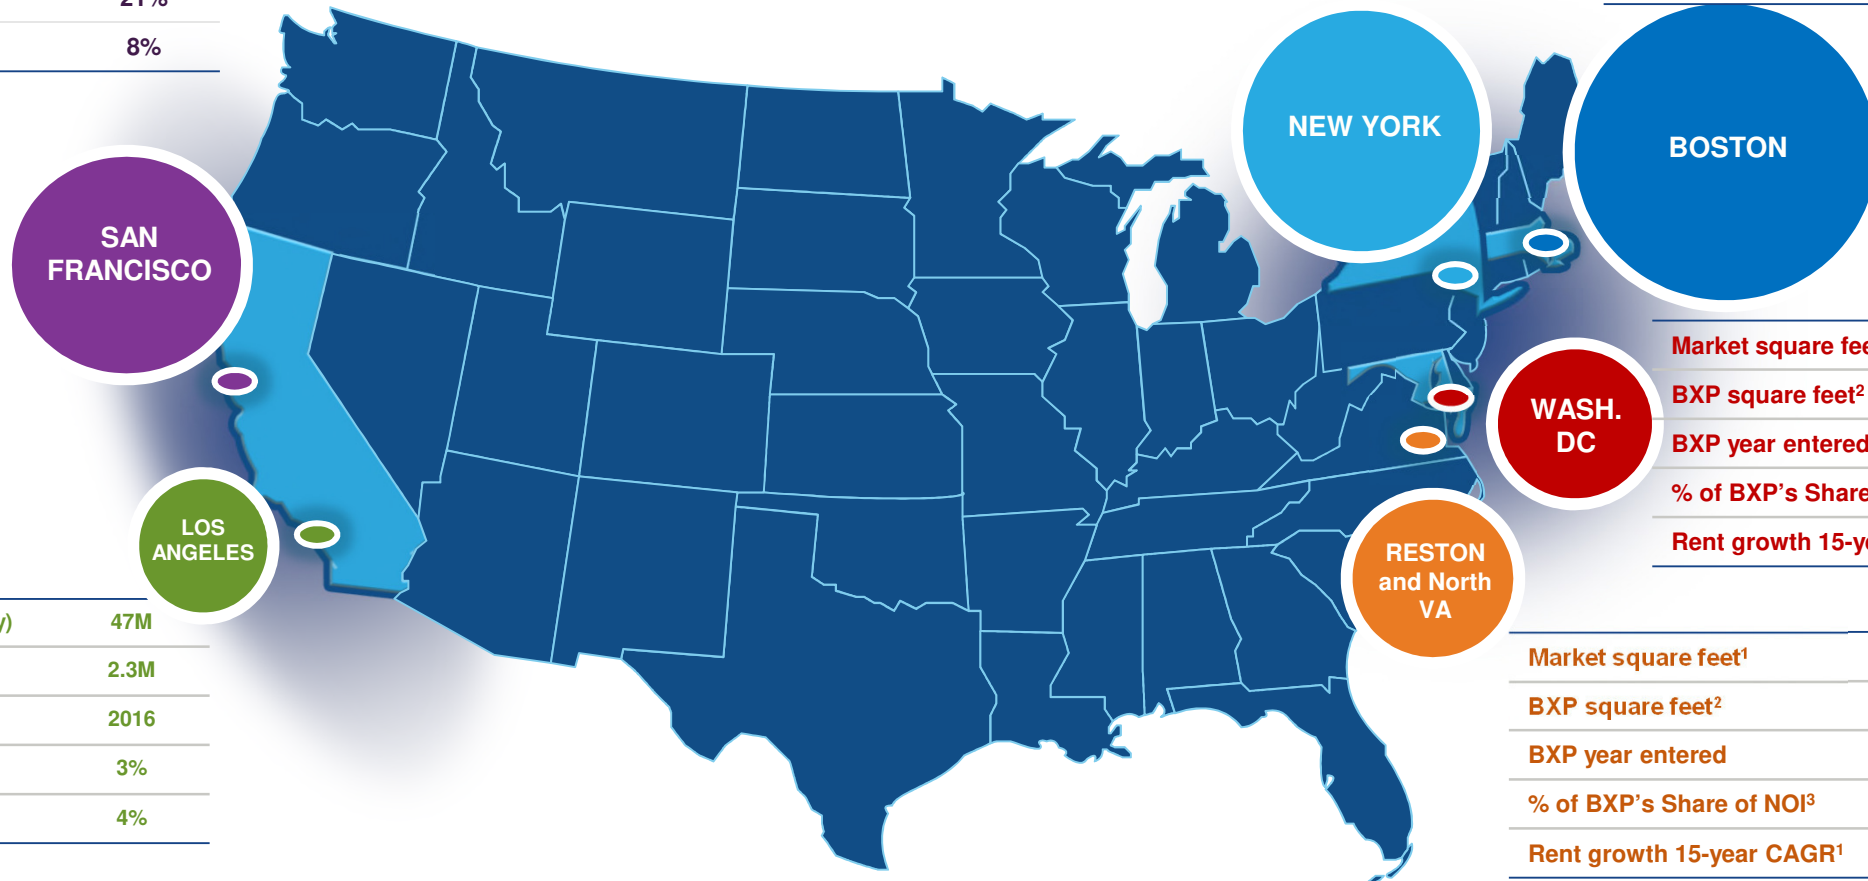 21%
8%
NEW YORK
BOSTON
SAN
FRANCISCO
Market square
BXP square feet²
BXP year entered
% of BXP's Share
Rent growth
WASH.
DC
LOS
ANGELES
RESTON
and North
VA
47M
2.3M
2016
3%
4%
Market square feet¹
BXP square feet²
BXP year entered
% of BXP's Share of NOI³
Rent growth 15-year CAGR¹